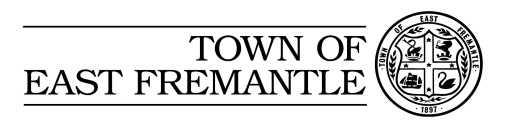 TOWN OF
EAST FREMANTLE
TOWN OF EAST FREMANTLE
· 1897 ·